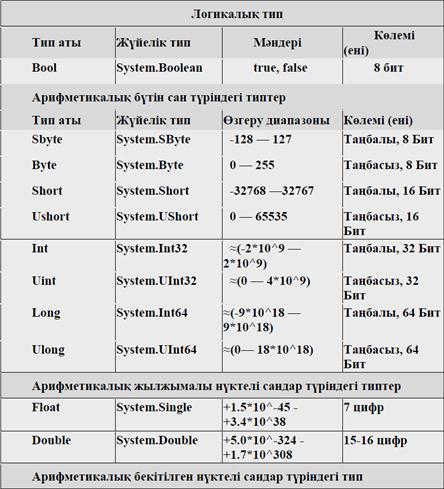 Логикалық тип
Тип аты Жүйелік тип Мәндері Көлемі
(ені)
Bool System.Boolean true, false 8 бит
Арифметикалық бүтін сан түріндегі типтер
Тип аты Жүйелік тип Өзгеру диапазоны Көлемі (ені)
Sbyte System.SByte -128 — 127 Таңбалы, 8 Бит
Byte System.Byte 0 — 255 Таңбасыз, 8 Бит
Short System.Short -32768 —32767 Таңбалы, 16 Бит
Ushort System.UShort 0 — 65535 Таңбасыз, 16
Бит
Int System.Int32 ≈(-2*10^9 — Таңбалы, 32 Бит
2*10^9)
Uint System.UInt32 ≈(0 — 4*10^9) Таңбасыз, 32
Бит
Long System.Int64 ≈(-9*10^18 — Таңбалы, 64 Бит
9*10^18)
Ulong System.UInt64 ≈(0— 18*10^18) Таңбасыз, 64
Бит
Арифметикалық жылжымалы нүктелі сандар түріндегі типтер
Float System.Single +1.5*10^-45 - 7 цифр
+3.4*10^38
Double System.Double +5.0*10^-324 - 15-16 цифр
+1.7*10^308
Арифметикалық бекітілген нүктелі сандар түріндегі тип